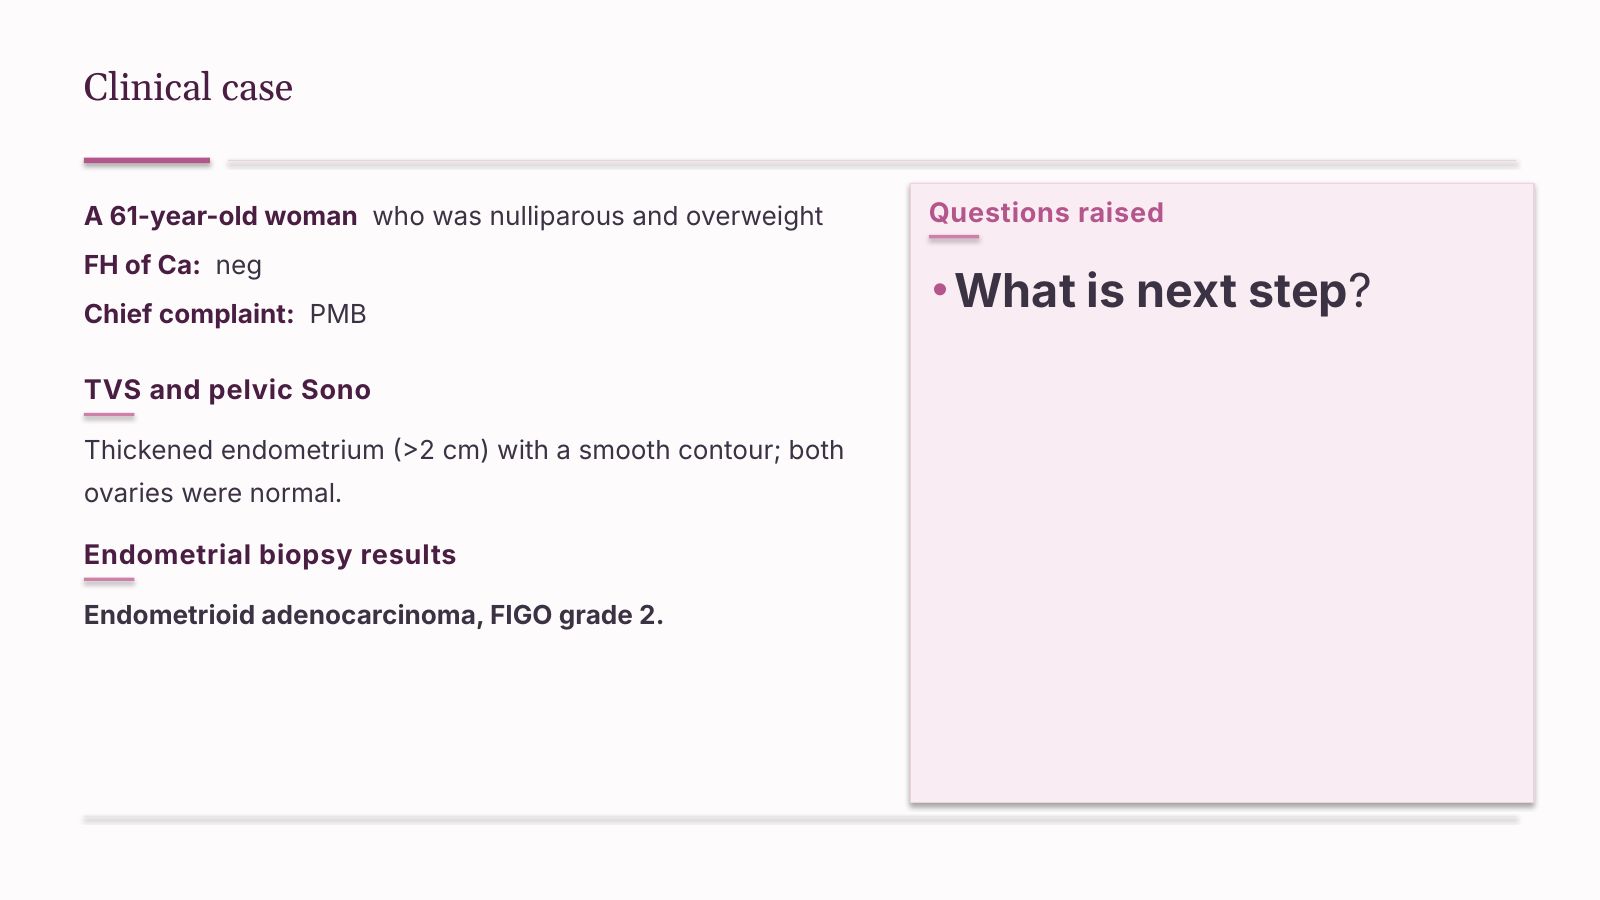 Clinical case
A 61-year-old woman who was nulliparous and overweight
FH of Ca: neg
Chief complaint: PMB
TVS and pelvic Sono
Thickened endometrium (>2 cm) with a smooth contour; both
ovaries were normal.
Endometrial biopsy results
Endometrioid adenocarcinoma, FIGO grade 2.
Questions raised
• What is next step?